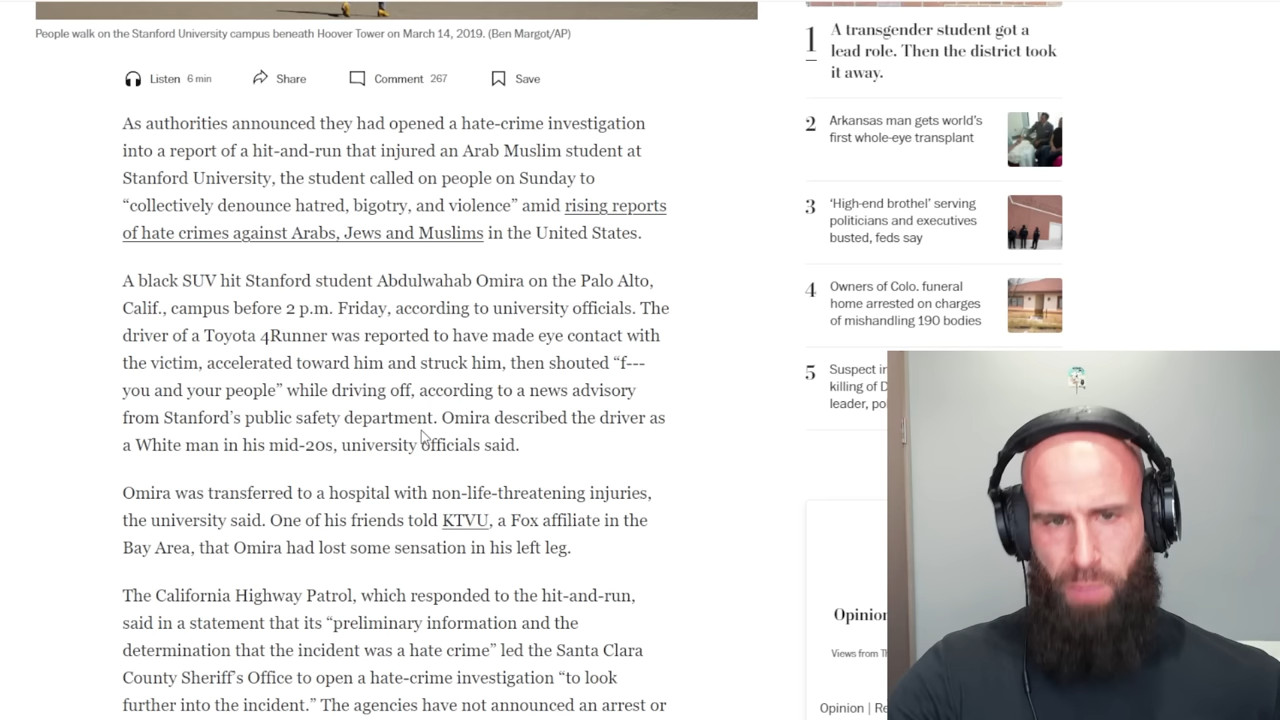 People walk on the Stanford University campus beneath Hoover Tower on March 14, 2019. (Ben Margot/AP)
Listen 6 min
Share
Comment 267
Save
As authorities announced they had opened a hate-crime investigation
into a report of a hit-and-run that injured an Arab Muslim student at
Stanford University, the student called on people on Sunday to
“collectively denounce hatred, bigotry, and violence” amid rising reports
of hate crimes against Arabs, Jews and Muslims in the United States.
A black SUV hit Stanford student Abdulwahab Omira on the Palo Alto,
Calif., campus before 2 p.m. Friday, according to university officials. The
driver of a Toyota 4Runner was reported to have made eye contact with
the victim, accelerated toward him and struck him, then shouted “f---
you and your people” while driving off, according to a news advisory
from Stanford’s public safety department. Omira described the driver as
a White man in his mid-20s, university officials said.
Omira was transferred to a hospital with non-life-threatening injuries,
the university said. One of his friends told KTVU, a Fox affiliate in the
Bay Area, that Omira had lost some sensation in his left leg.
The California Highway Patrol, which responded to the hit-and-run,
said in a statement that its “preliminary information and the
determination that the incident was a hate crime” led the Santa Clara
County Sheriff’s Office to open a hate-crime investigation “to look
further into the incident.” The agencies have not announced an arrest or
1
A transgender student got a
lead role. Then the district took
it away.
2
Arkansas man gets world’s
first whole-eye transplant
3
‘High-end brothel’ serving
politicians and executives
busted, feds say
4
Owners of Colo. funeral
home arrested on charges
of mishandling 190 bodies
5
Suspect in
killing of D
leader, po
Opinion
Views from
Opinion | Re